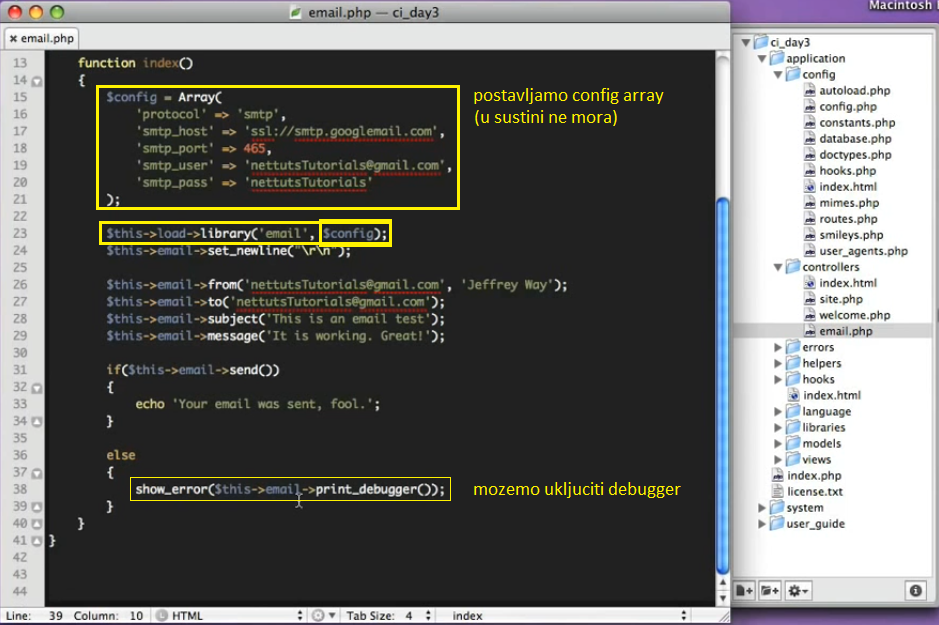 Macintosh
email.php — ci_day3
× email.php
13 function index()
14 {
15 $config = Array(
16 'protocol' => 'smtp',
17 'smtp_host' => 'ssl://smtp.googlemail.com',
18 'smtp_port' => 465,
19 'smtp_user' => 'nettutsTutorials@gmail.com',
20 'smtp_pass' => 'nettutsTutorials'
21 );
22
23 $this->load->library('email', $config);
24 $this->email->set_newline("\r\n");
25
26 $this->email->from('nettutsTutorials@gmail.com', 'Jeffrey Way');
27 $this->email->to('nettutsTutorials@gmail.com');
28 $this->email->subject('This is an email test');
29 $this->email->message('It is working. Great!');
30
31 if($this->email->send())
32 {
33 echo 'Your email was sent, fool.';
34 }
35
36 else
37 {
38 show_error($this->email->print_debugger());
39 }
40 }
41 }
42
43
44
postavljamo config array
(u sustini ne mora)
mozemo ukljuciti debugger
Line: 39 Column: 10 HTML Tab Size: 4 index
ci_day3
application
config
autoload.php
config.php
constants.php
database.php
doctypes.php
hooks.php
index.html
mimes.php
routes.php
smileys.php
user_agents.php
controllers
index.html
site.php
welcome.php
email.php
errors
helpers
hooks
index.html
language
libraries
models
views
index.php
license.txt
system
user_guide